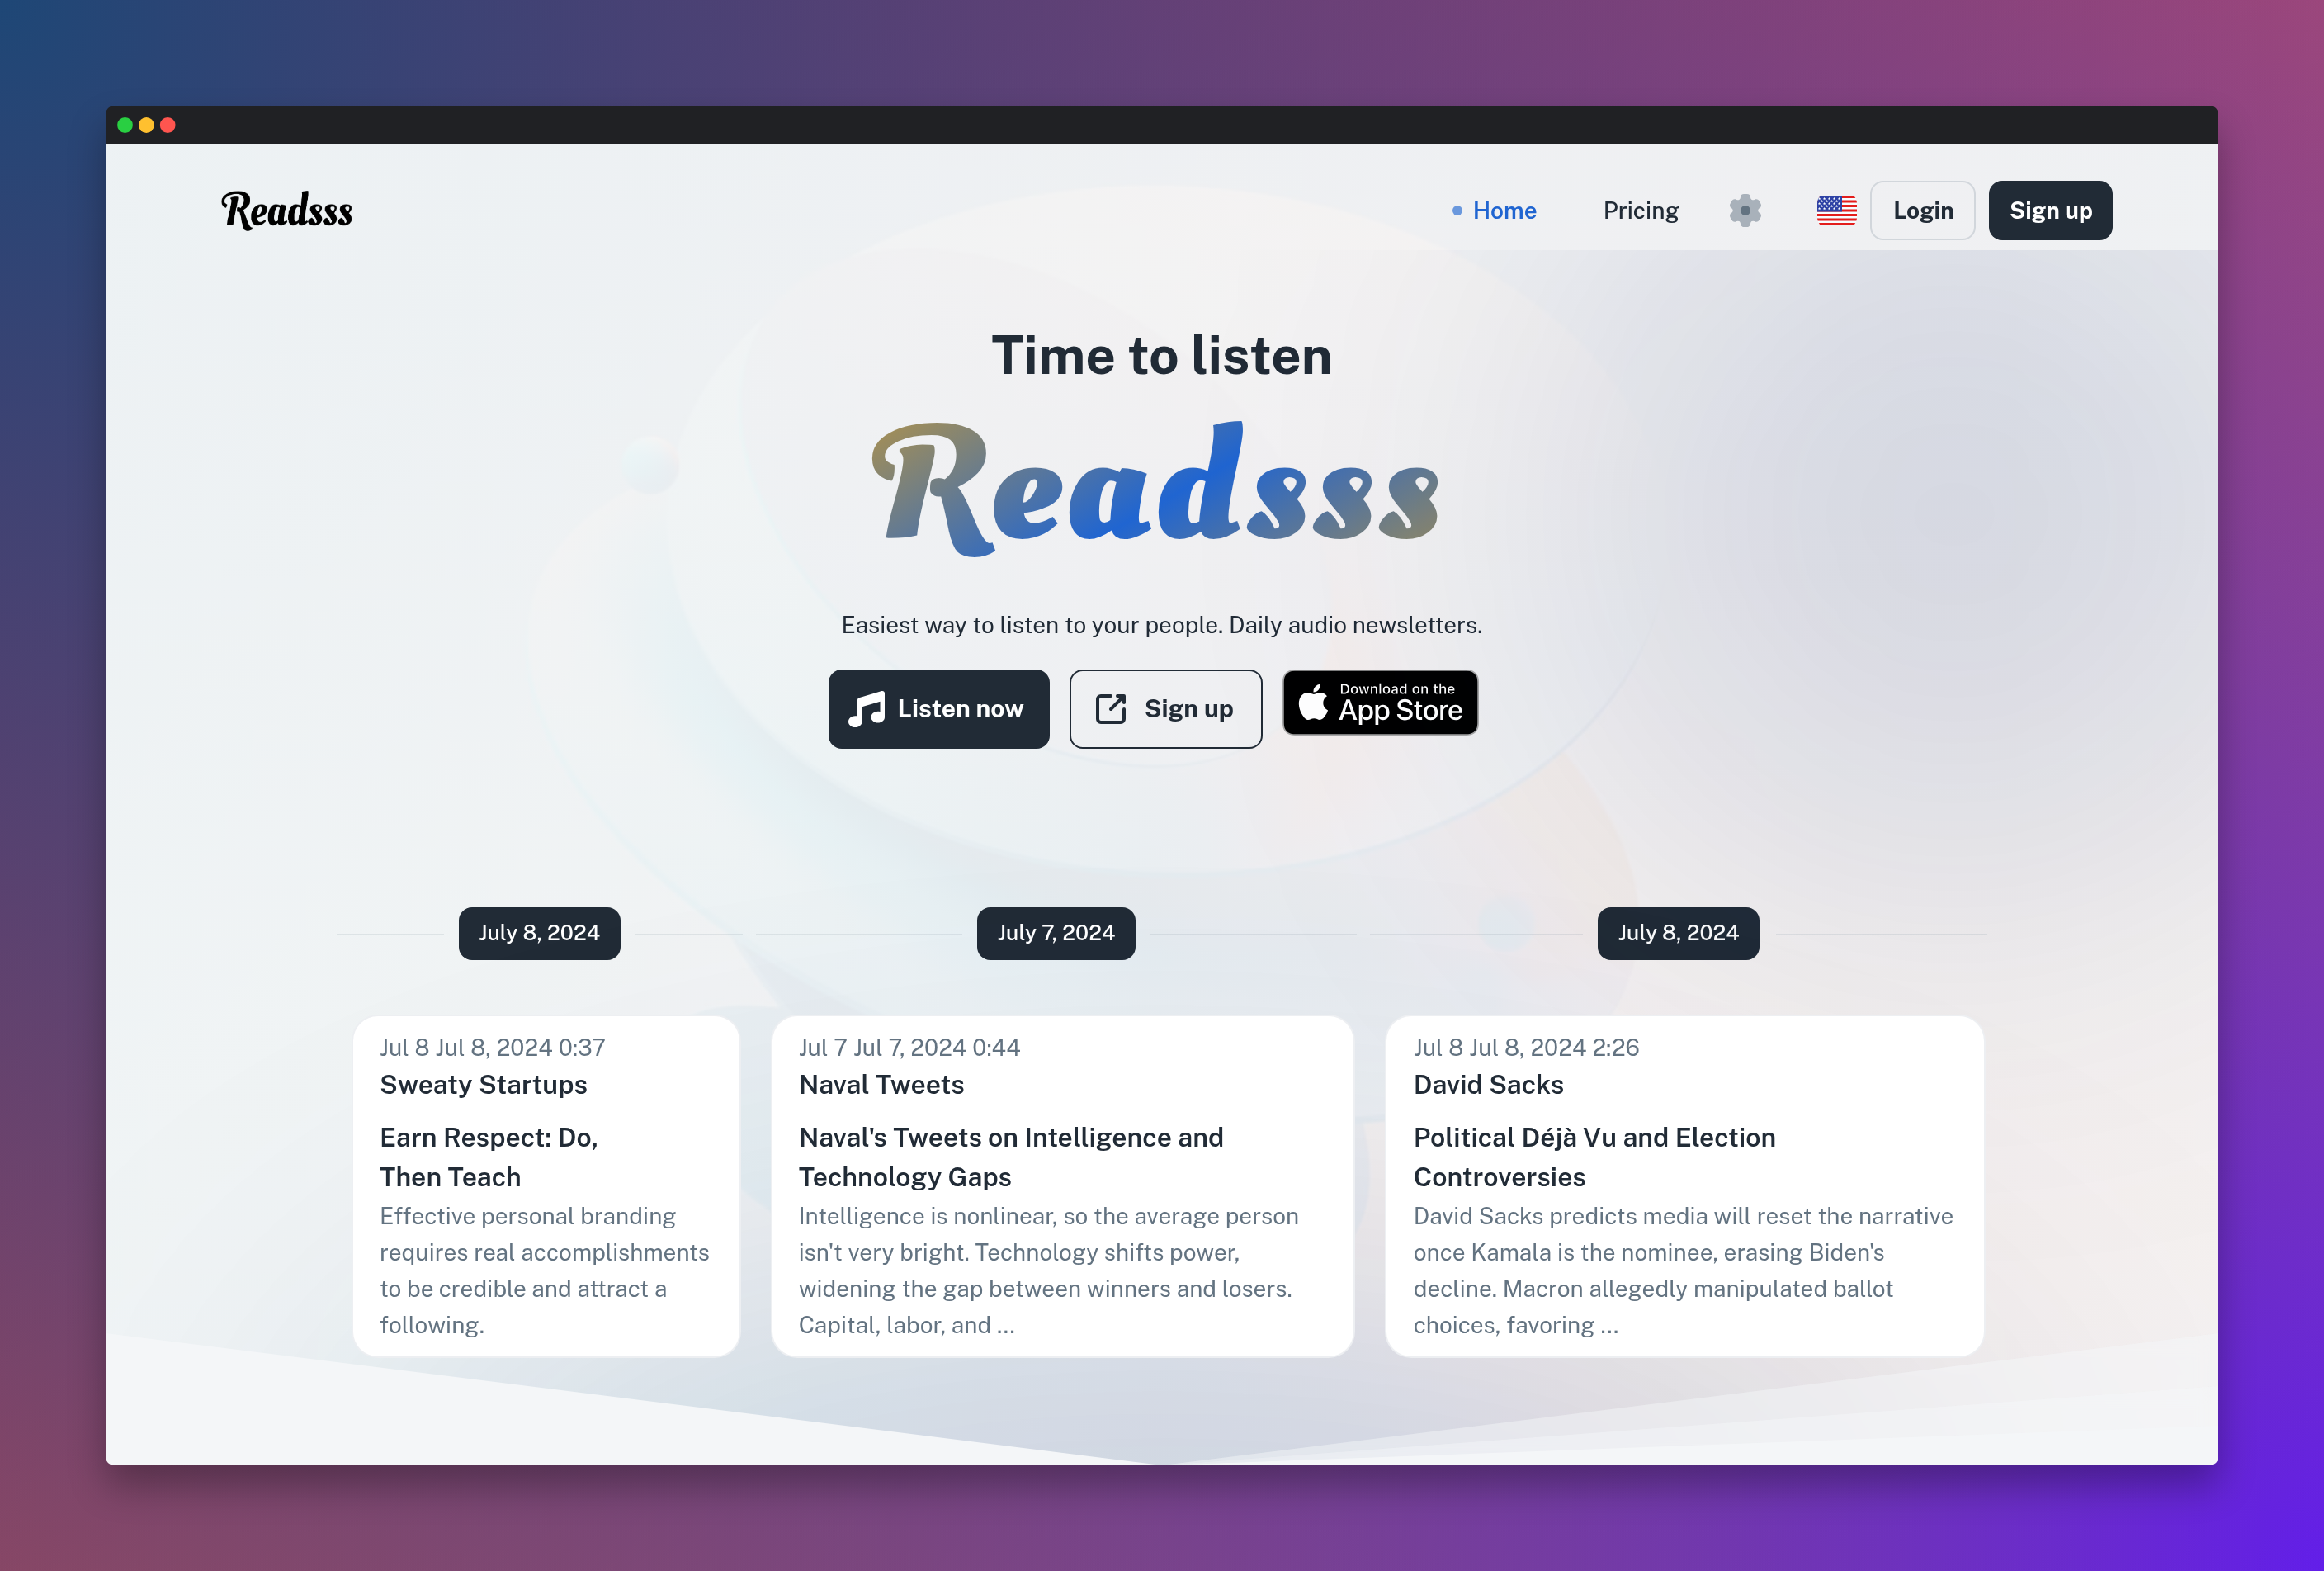 Readsss
Home
Pricing
Login
Sign up
Time to listen
Readsss
Easiest way to listen to your people. Daily audio newsletters.
Listen now
Sign up
Download on the
App Store
July 8, 2024
Jul 8 Jul 8, 2024 0:37
Sweaty Startups
Earn Respect: Do,
Then Teach
Effective personal branding
requires real accomplishments
to be credible and attract a
following.
July 7, 2024
Jul 7 Jul 7, 2024 0:44
Naval Tweets
Naval's Tweets on Intelligence and
Technology Gaps
Intelligence is nonlinear, so the average person
isn't very bright. Technology shifts power,
widening the gap between winners and losers.
Capital, labor, and ...
July 8, 2024
Jul 8 Jul 8, 2024 2:26
David Sacks
Political Déjà Vu and Election
Controversies
David Sacks predicts media will reset the narrative
once Kamala is the nominee, erasing Biden's
decline. Macron allegedly manipulated ballot
choices, favoring ...